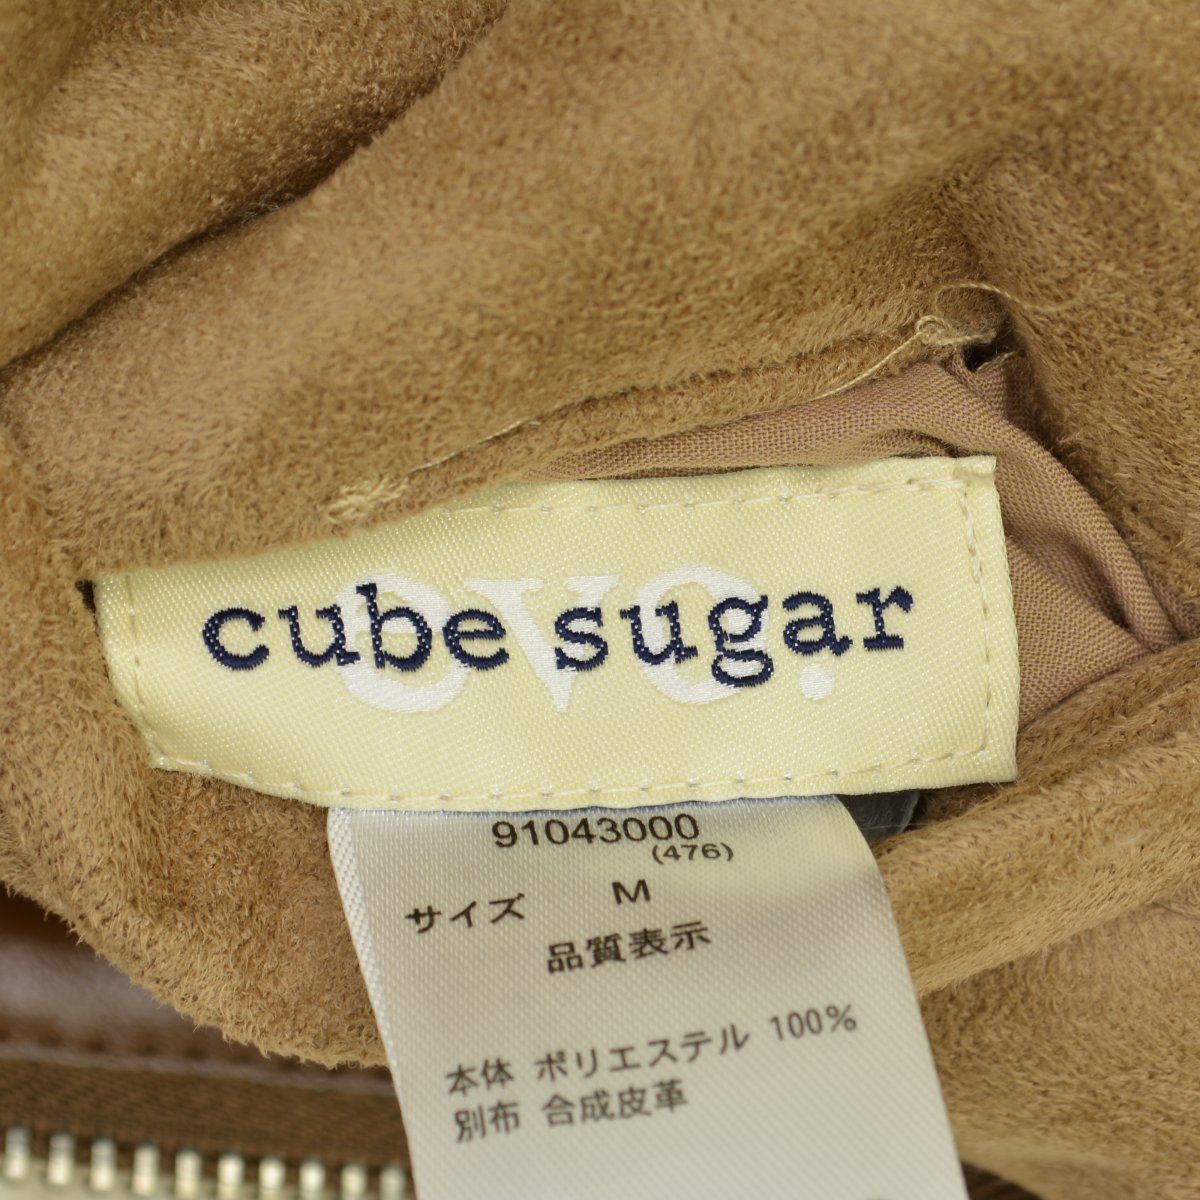 evo.
cube sugar
91043000
(476)
サイズ M
品質表示
本体 ポリエステル 100%
別布 合成皮革